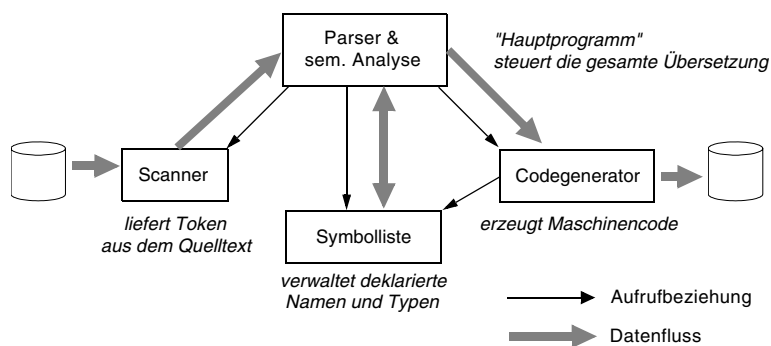 Parser &
sem. Analyse
"Hauptprogramm"
steuert die gesamte Übersetzung
Scanner
Codegenerator
liefert Token
aus dem Quelltext
Symbolliste
erzeugt Maschinencode
verwaltet deklarierte
Namen und Typen
Aufrufbeziehung
Datenfluss